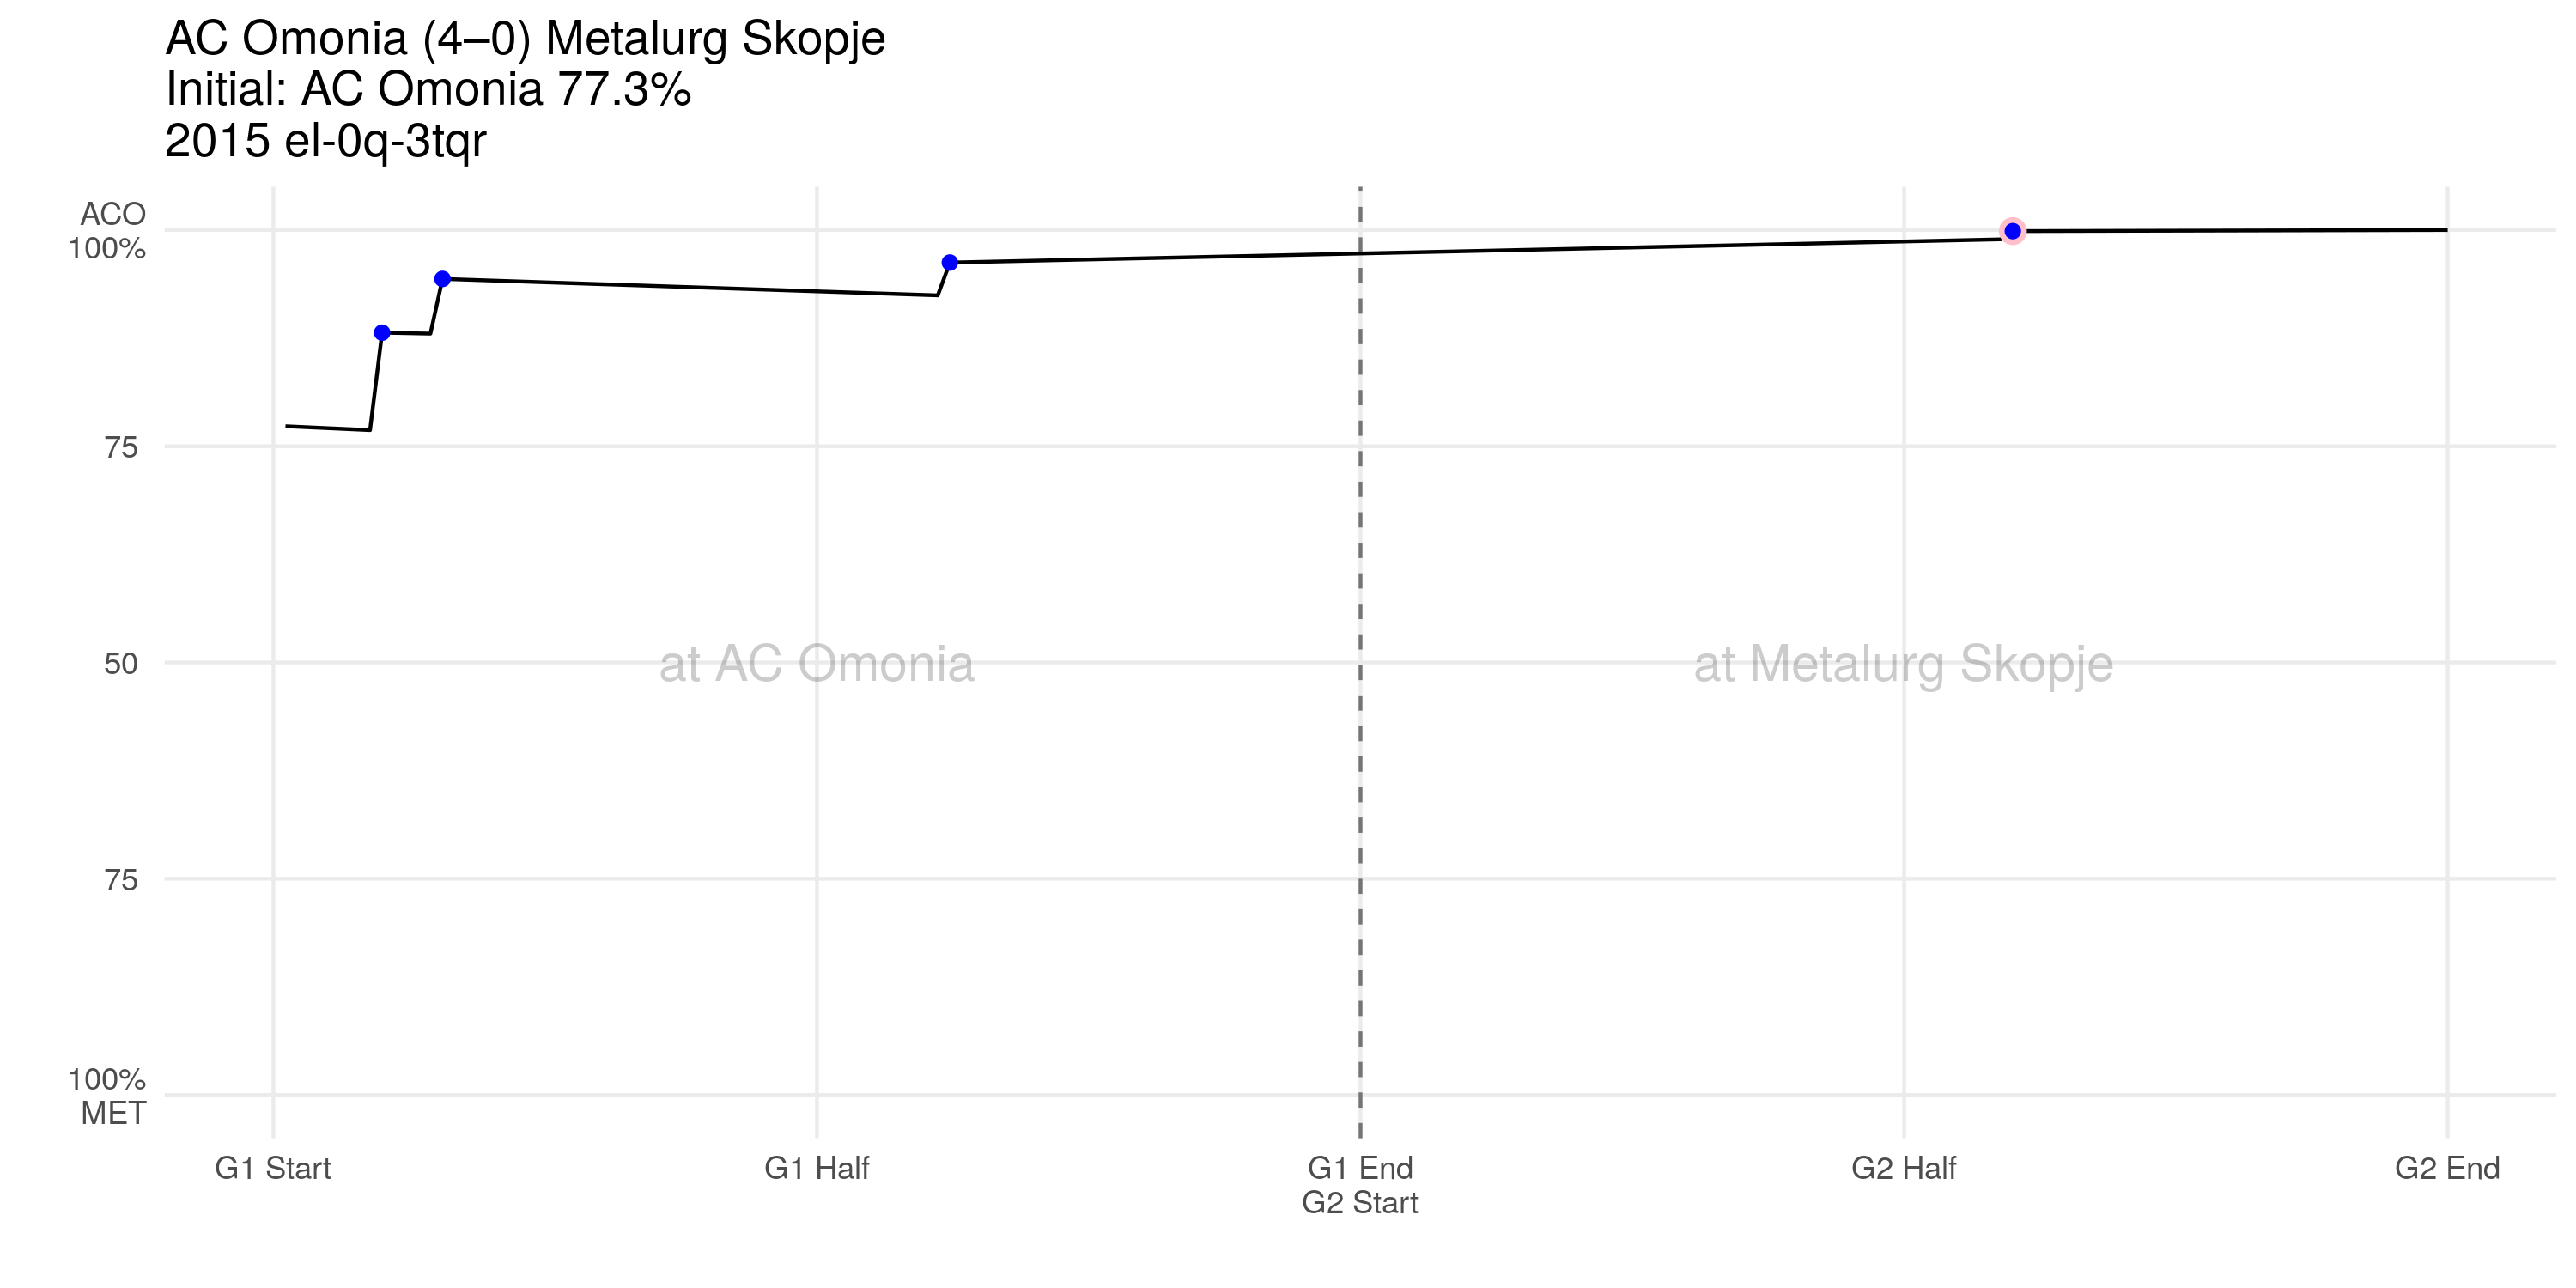 AC Omonia (4–0) Metalurg Skopje
Initial: AC Omonia 77.3%
2015 el-0q-3tqr
ACO
100%
75
50
75
100%
MET
at AC Omonia
at Metalurg Skopje
G1 Start
G1 Half
G1 End
G2 Start
G2 Half
G2 End